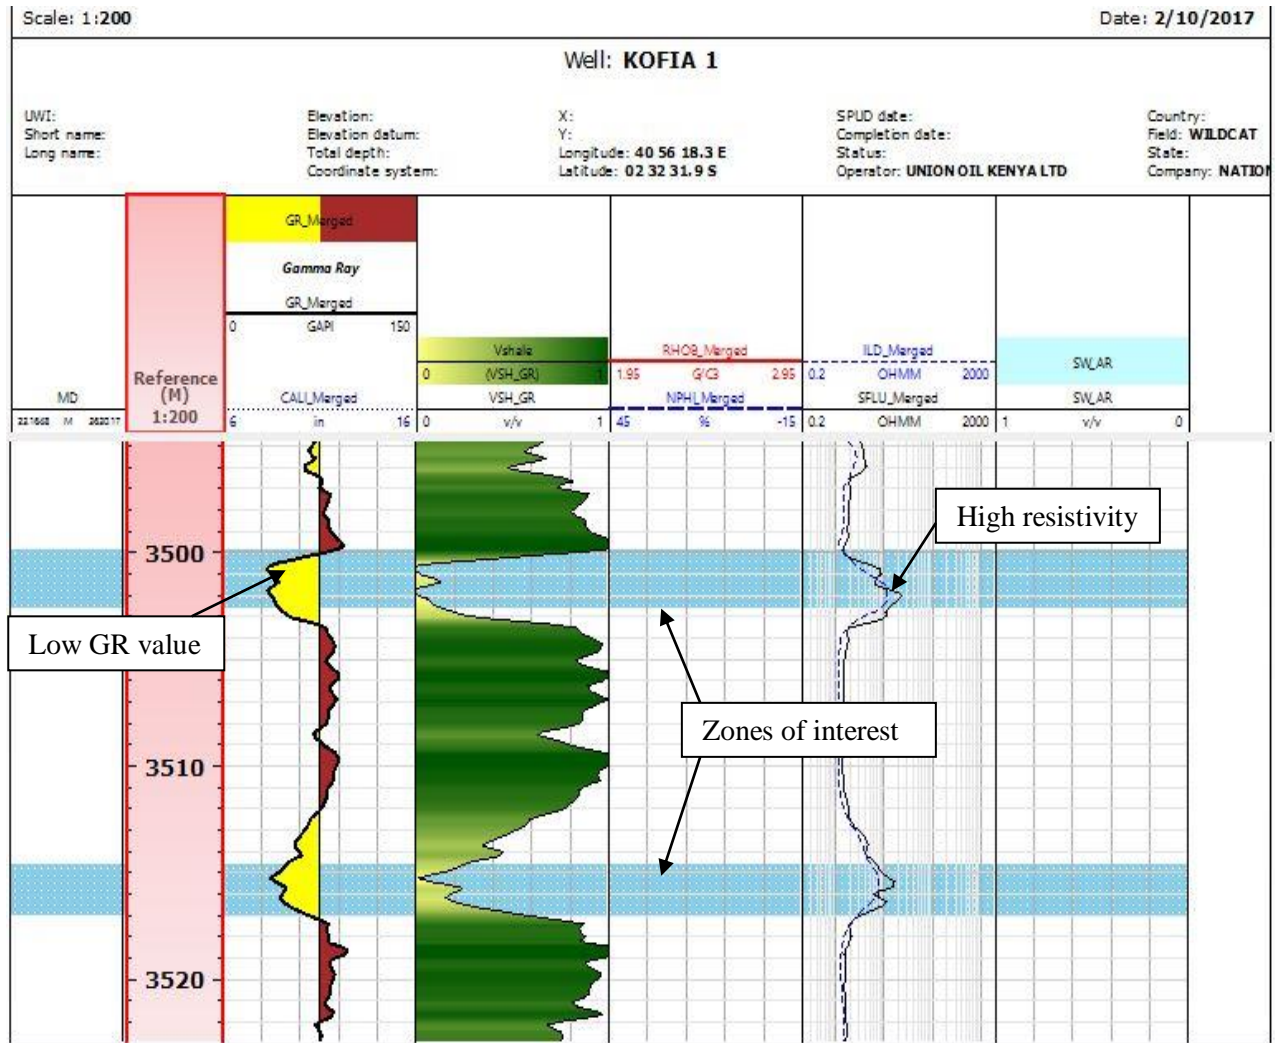 Scale: 1:200 Date: 2/10/2017
Well: KOFIA 1
UWI: Elevation: X: SPUD date: Country:
Short name: Elevation datum: Y: Completion date: Field: WILDCAT
Long name: Total depth: Longitude: 40 56 18.3 E Status: State:
Coordinate system: Latitude: 02 32 31.9 S Operator: UNION OIL KENYA LTD Company: NATION
GR_Merged
Gamma Ray
GR_Merged
0 GAPI 150
Vshale RHOB_Merged ILD_Merged
0 (VSH_GR) 1 1.95 G/C3 2.95 0.2 OHMM 2000 SW_AR
Reference
(M)
1:200
MD CALI_Merged VSH_GR NPHI_Merged SFLU_Merged SW_AR
M 6 in 16 0 v/v 1 45 % -15 0.2 OHMM 2000 1 v/v 0
High resistivity
3500
Low GR value
Zones of interest
3510
3520